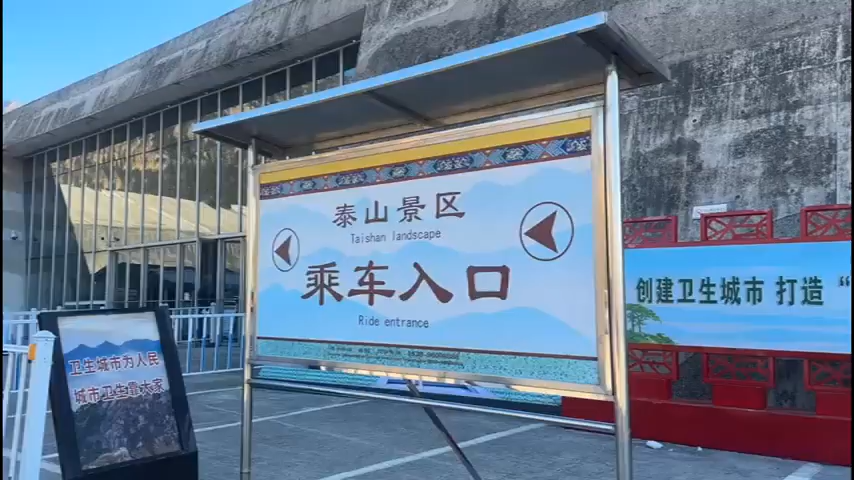 泰山景区
Taishan landscape
乘车入口
Ride entrance
卫生城市为人民
城市卫生靠大家
创建卫生城市 打造 “